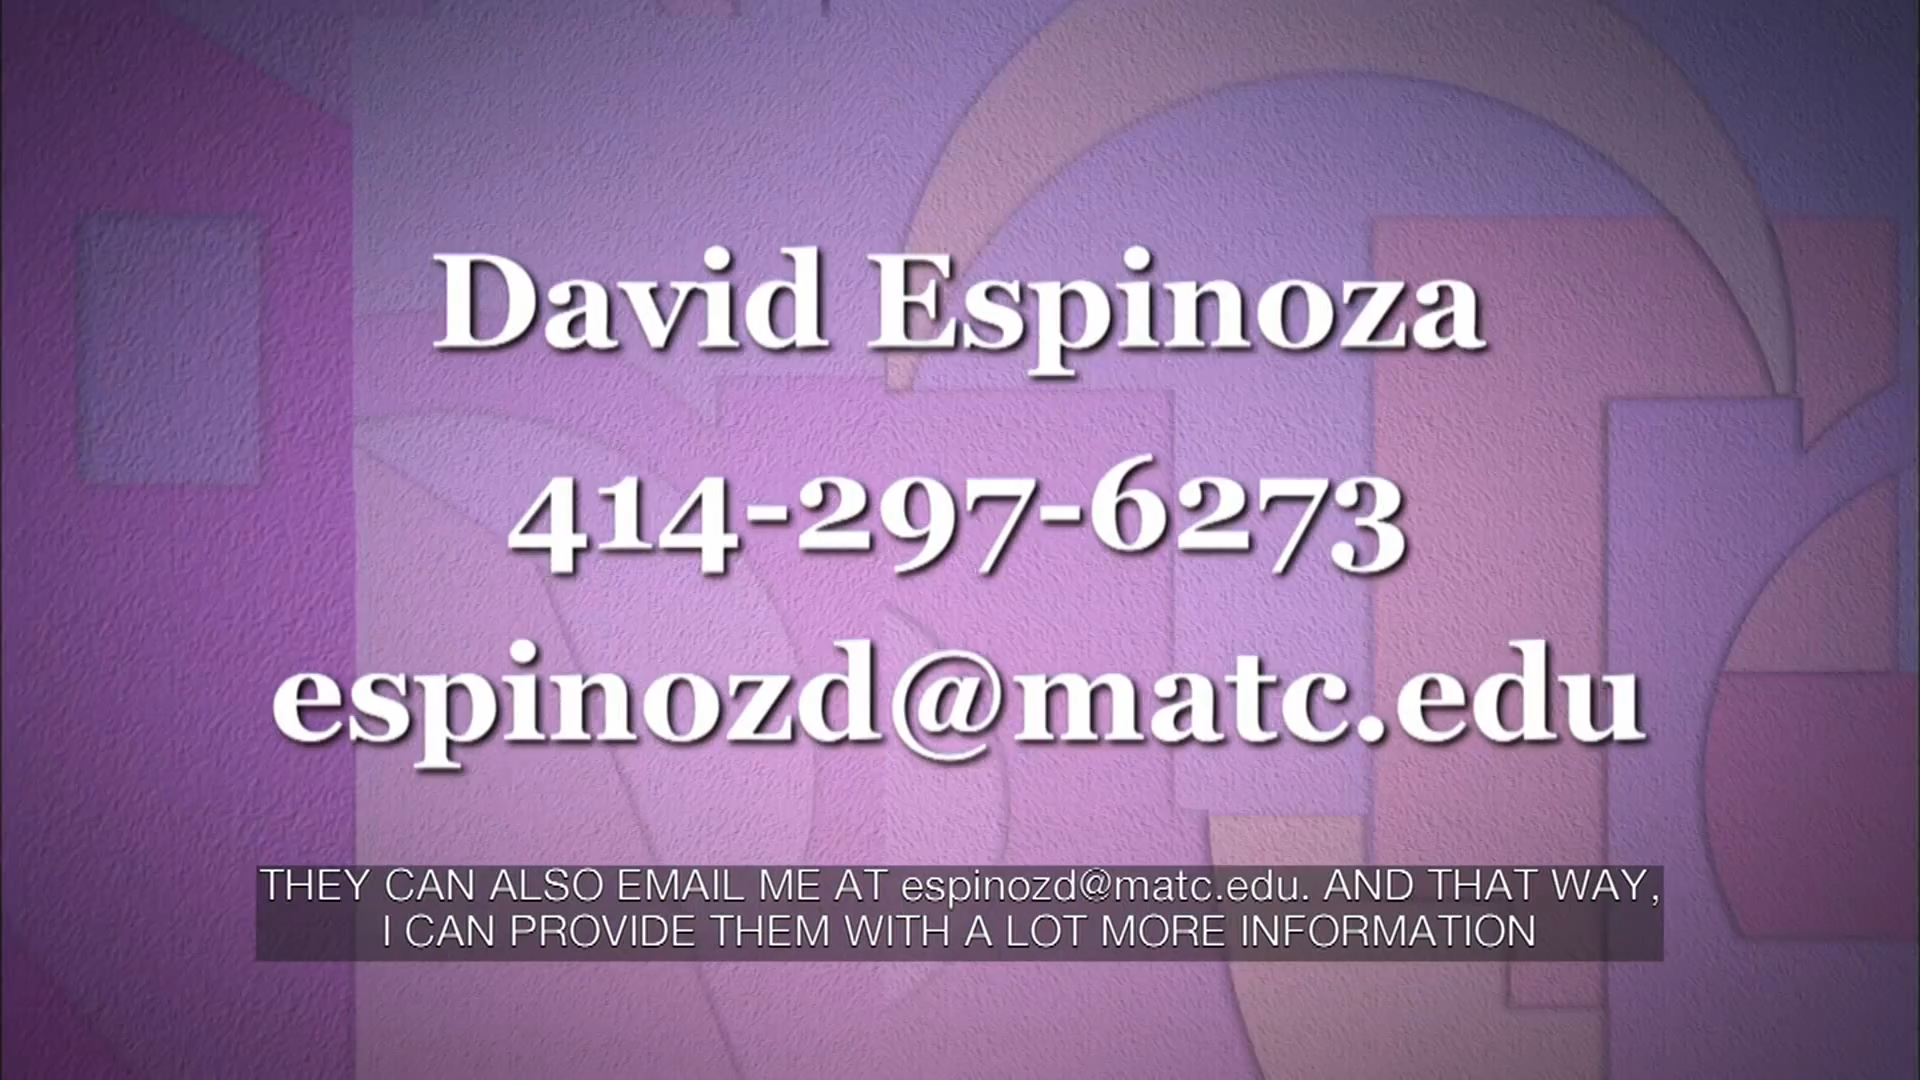 David Espinoza
414-297-6273
espinozd@matc.edu
THEY CAN ALSO EMAIL ME AT espinozd@matc.edu. AND THAT WAY,
I CAN PROVIDE THEM WITH A LOT MORE INFORMATION